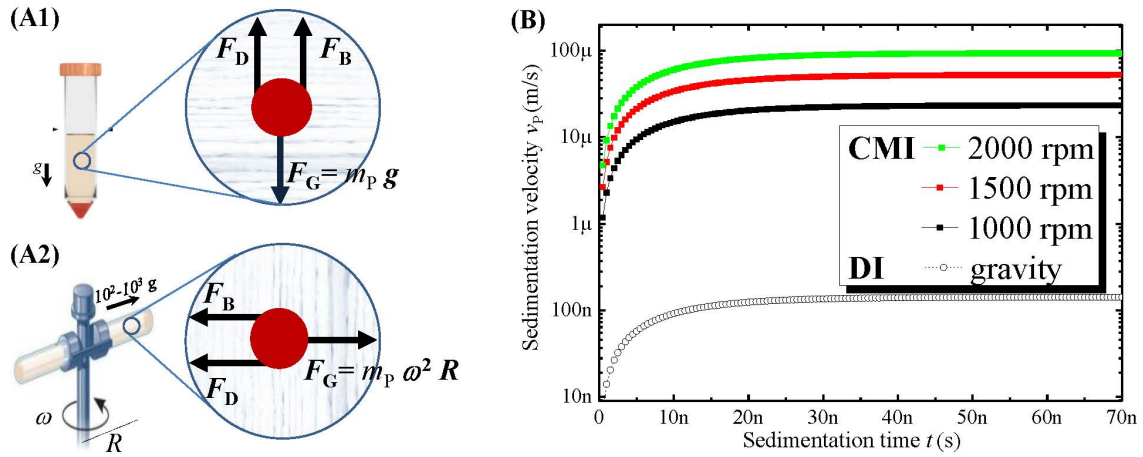 (A1)
F_D
F_B
g
F_G = m_P g
(A2)
10²-10³ g
F_B
F_D
F_G = m_P ω² R
ω
R
(B)
Sedimentation velocity v_p (m/s)
100μ
10μ
1μ
100n
10n
CMI
2000 rpm
1500 rpm
1000 rpm
DI
gravity
0
10n
20n
30n
40n
50n
60n
70n
Sedimentation time t (s)